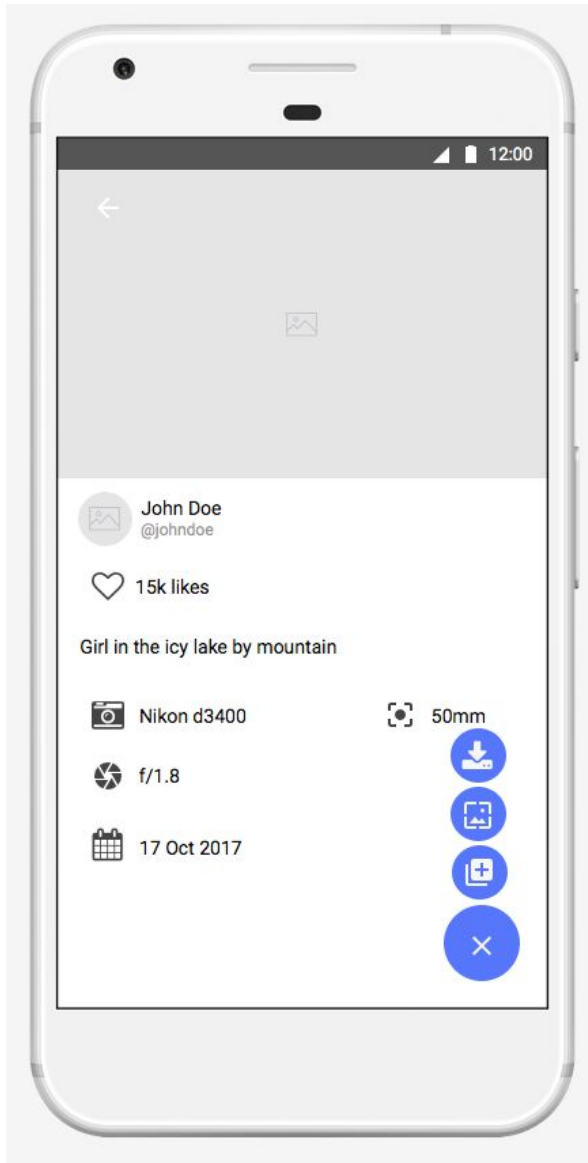 12:00
John Doe
@johndoe
15k likes
Girl in the icy lake by mountain
Nikon d3400
50mm
f/1.8
17 Oct 2017